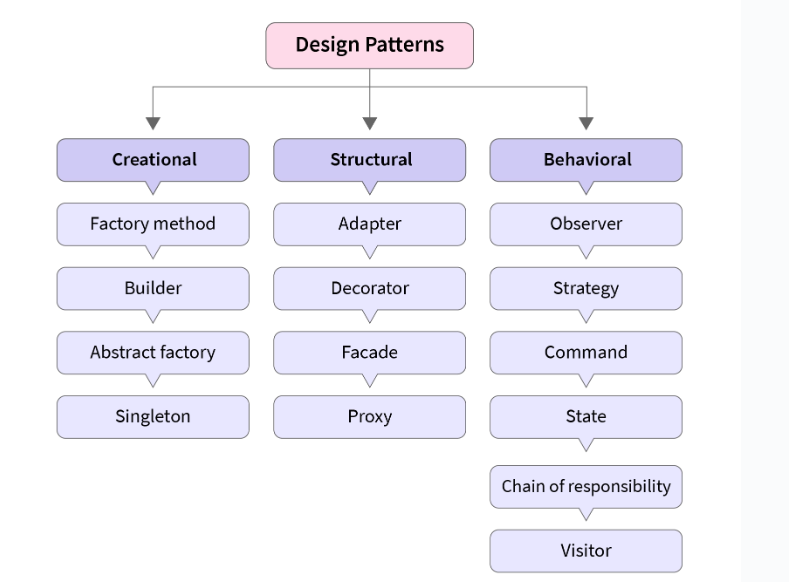 Design Patterns
Creational
Structural
Behavioral
Factory method
Adapter
Observer
Builder
Decorator
Strategy
Abstract factory
Facade
Command
Singleton
Proxy
State
Chain of responsibility
Visitor